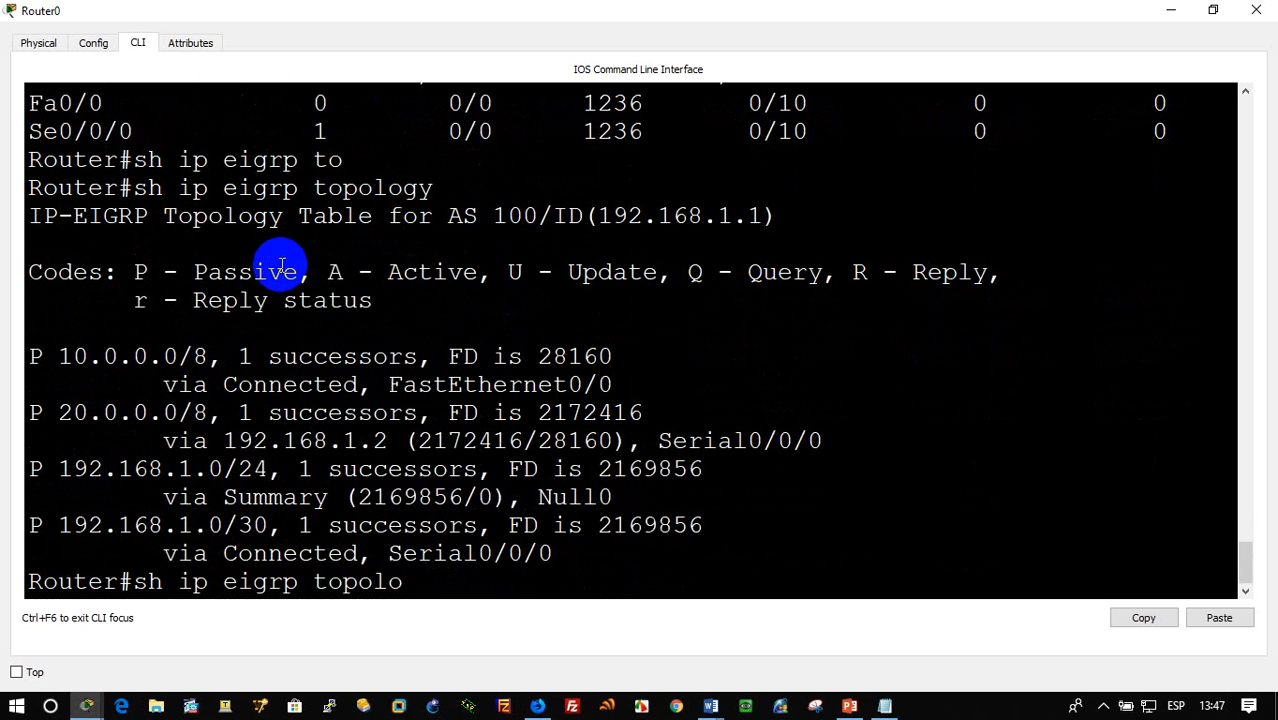 Router0
Physical Config CLI Attributes
IOS Command Line Interface
Fa0/0 0 0/0 1236 0/10 0 0
Se0/0/0 1 0/0 1236 0/10 0 0
Router#sh ip eigrp to
Router#sh ip eigrp topology
IP-EIGRP Topology Table for AS 100/ID(192.168.1.1)
Codes: P - Passive, A - Active, U - Update, Q - Query, R - Reply,
r - Reply status
P 10.0.0.0/8, 1 successors, FD is 28160
via Connected, FastEthernet0/0
P 20.0.0.0/8, 1 successors, FD is 2172416
via 192.168.1.2 (2172416/28160), Serial0/0/0
P 192.168.1.0/24, 1 successors, FD is 2169856
via Summary (2169856/0), Null0
P 192.168.1.0/30, 1 successors, FD is 2169856
via Connected, Serial0/0/0
Router#sh ip eigrp topolo
Ctrl+F6 to exit CLI focus
Copy Paste
Top
ESP 13:47